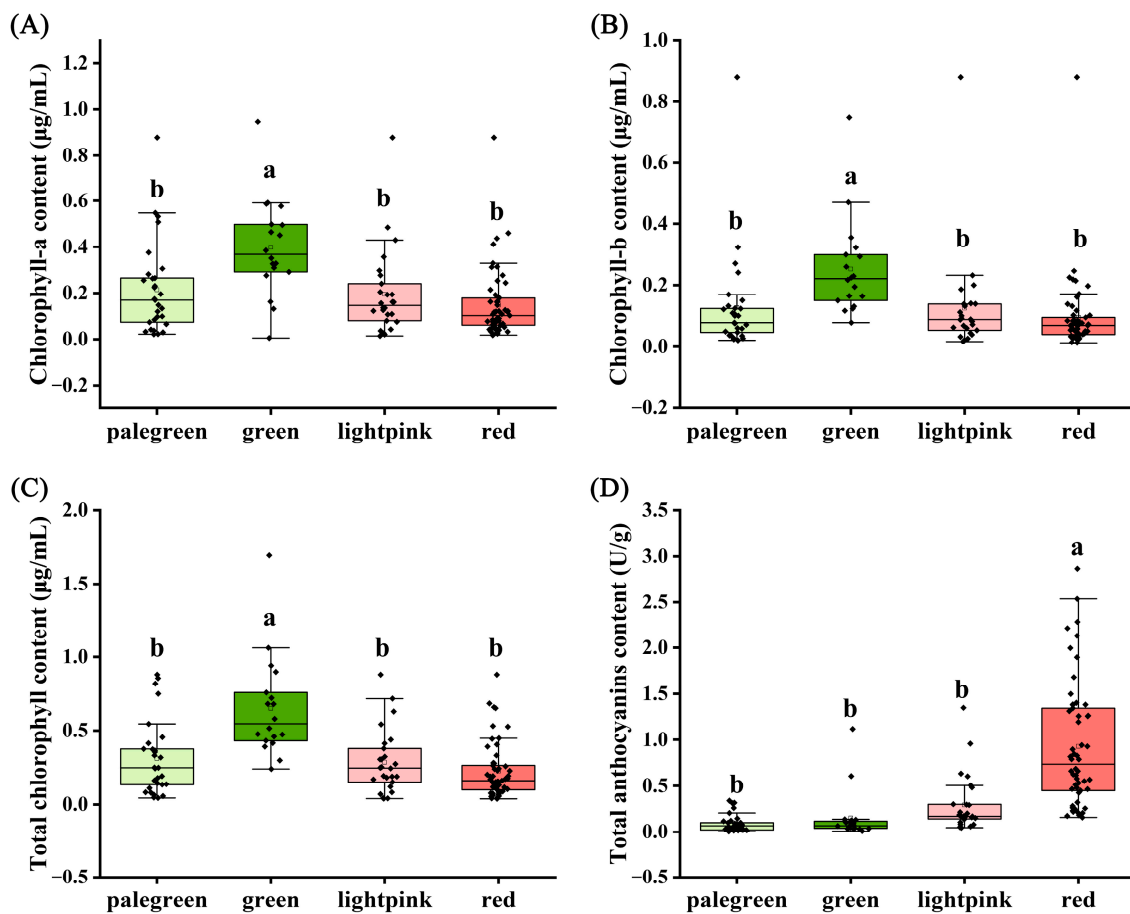 (A)
Chlorophyll-a content (μg/mL)
1.2
1.0
0.8
0.6
0.4
0.2
0.0
−0.2
b
a
b
b
palegreen green lightpink red
(B)
Chlorophyll-b content (μg/mL)
1.0
0.8
0.6
0.4
0.2
0.0
−0.2
b
a
b
b
palegreen green lightpink red
(C)
Total chlorophyll content (μg/mL)
2.0
1.5
1.0
0.5
0.0
−0.5
b
a
b
b
palegreen green lightpink red
(D)
Total anthocyanins content (U/g)
3.5
3.0
2.5
2.0
1.5
1.0
0.5
0.0
−0.5
b
b
b
a
palegreen green lightpink red